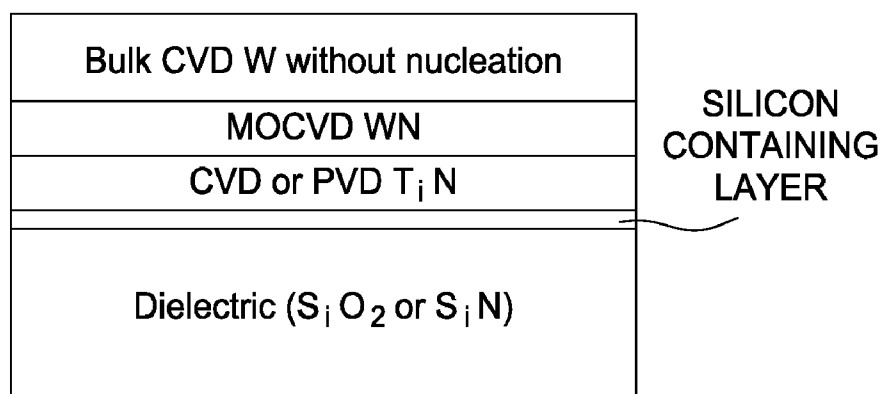 Bulk CVD W without nucleation
MOCVD WN
CVD or PVD TiN
Dielectric (SiO2 or SiN)
SILICON
CONTAINING
LAYER